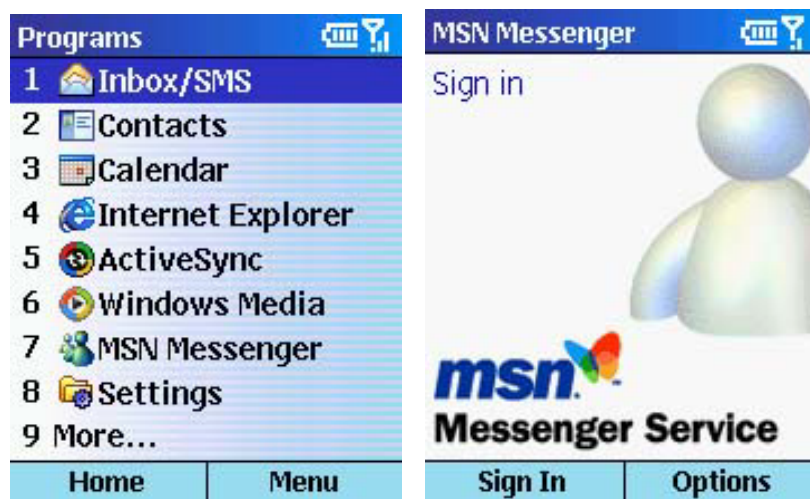 Programs
1 Inbox/SMS
2 Contacts
3 Calendar
4 Internet Explorer
5 ActiveSync
6 Windows Media
7 MSN Messenger
8 Settings
9 More...
Home Menu
MSN Messenger
Sign in
msn
Messenger Service
Sign In Options